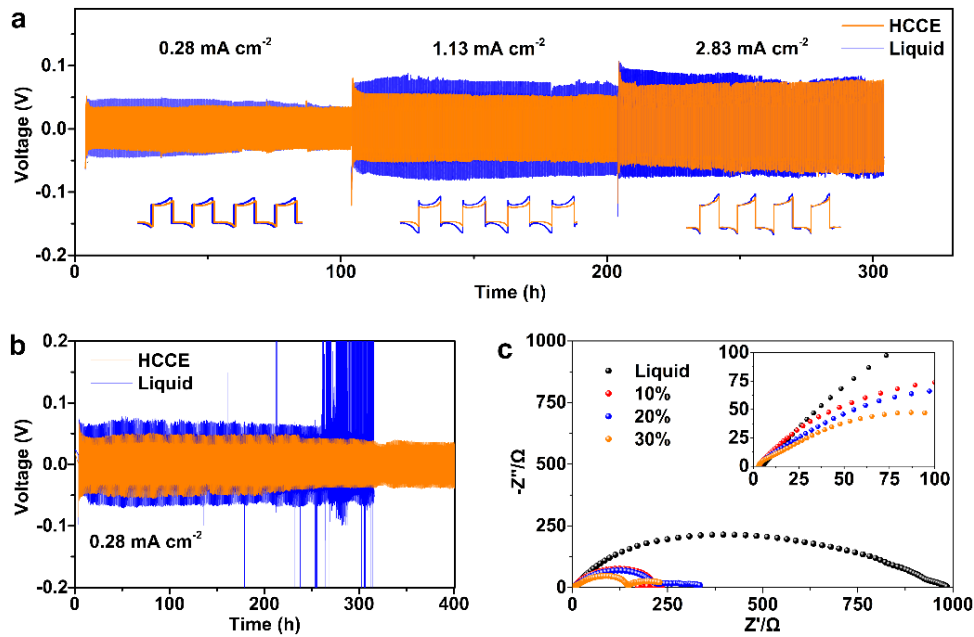 a
HCCE
Liquid
0.28 mA cm-2
1.13 mA cm-2
2.83 mA cm-2
Voltage (V)
0.1
0.0
-0.1
-0.2
0
100
200
300
Time (h)
b
HCCE
Liquid
0.28 mA cm-2
Voltage (V)
0.2
0.1
0.0
-0.1
-0.2
0
100
200
300
400
Time (h)
c
Liquid
10%
20%
30%
-Z''/Ω
1000
750
500
250
0
0
250
500
750
1000
Z'/Ω
100
75
50
25
0
0
25
50
75
100